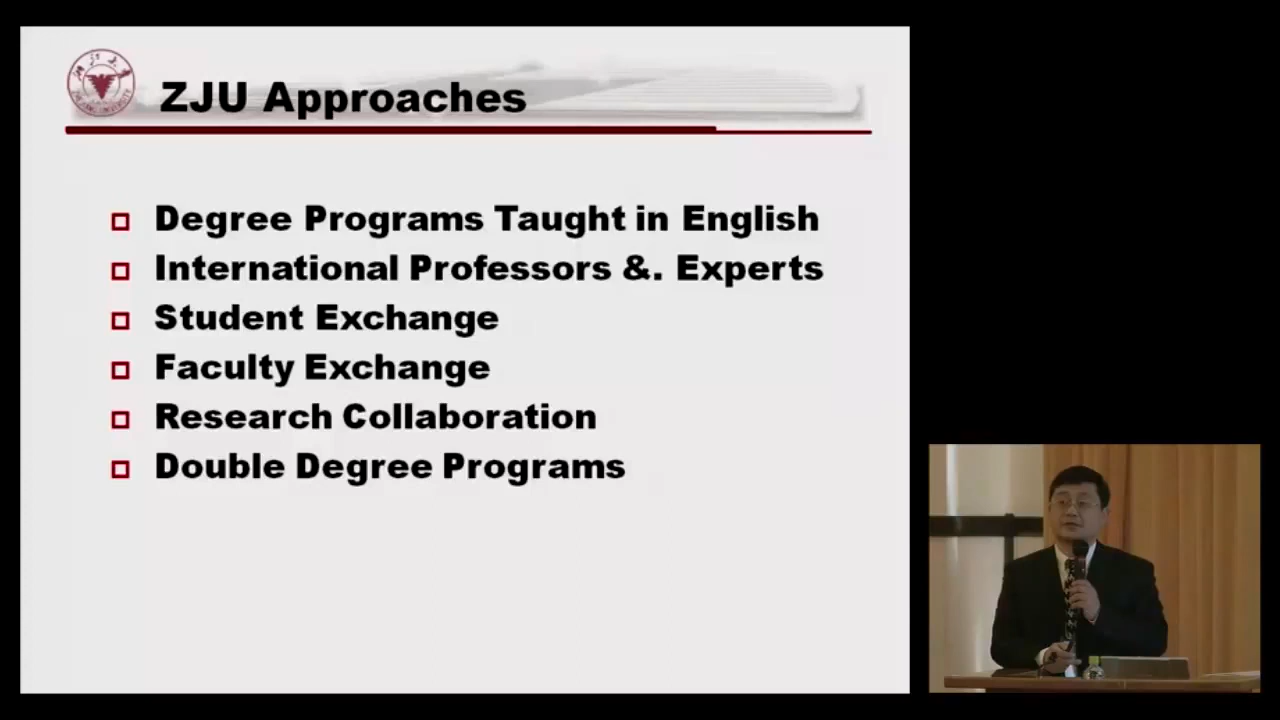 ZJU Approaches
Degree Programs Taught in English
International Professors &. Experts
Student Exchange
Faculty Exchange
Research Collaboration
Double Degree Programs